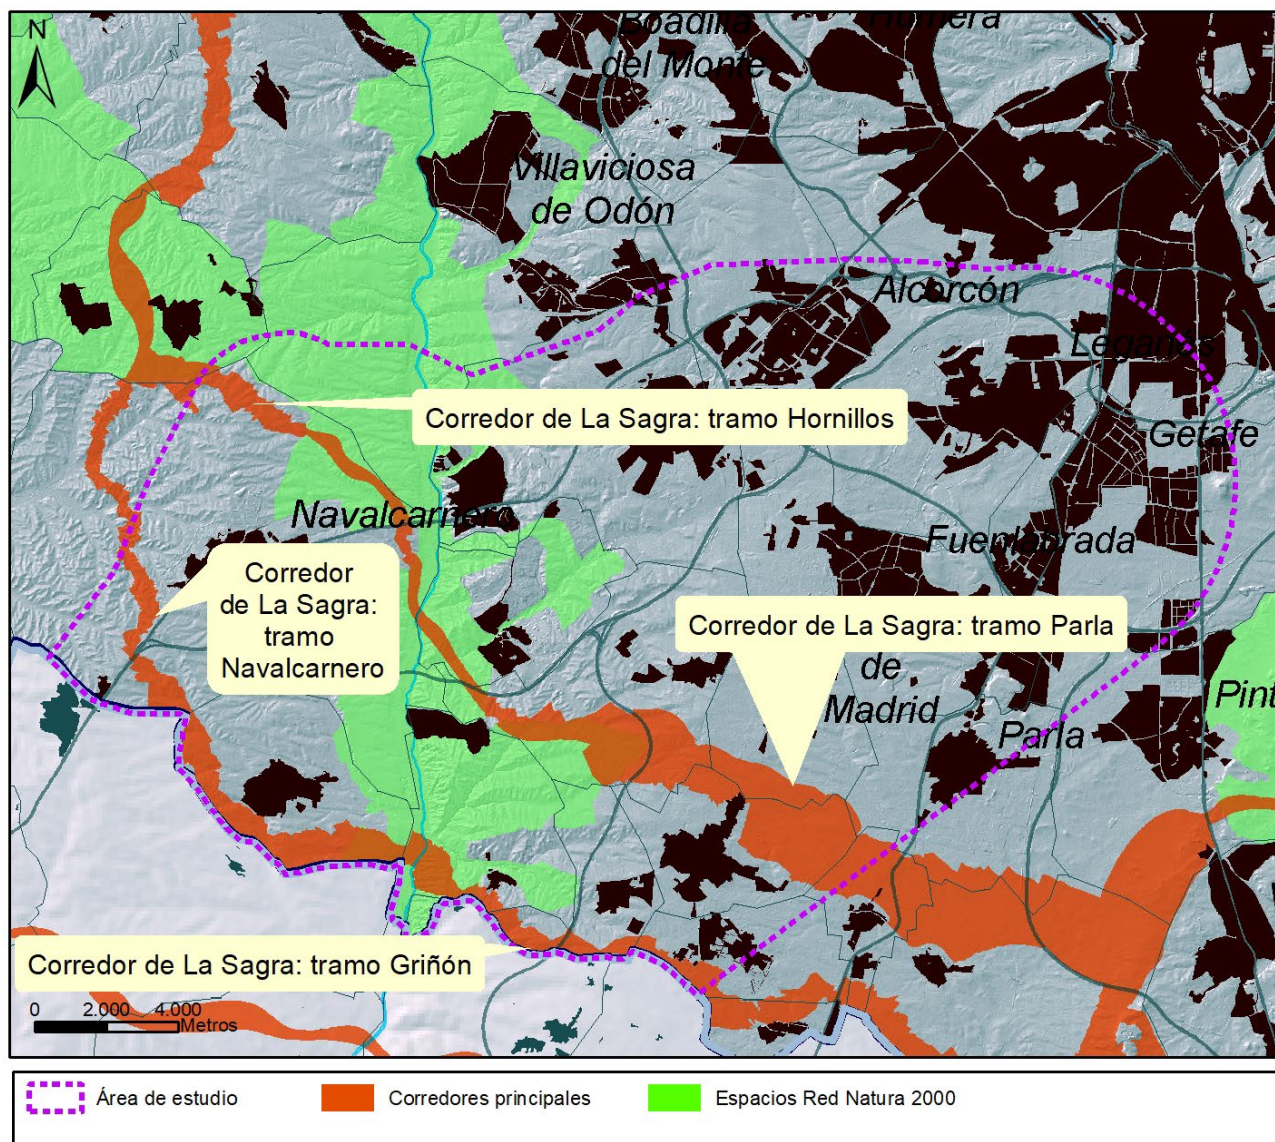 N
Boadilla
del Monte
Húmera
Villaviciosa
de Odón
Alcorcón
Leganés
Corredor de La Sagra: tramo Hornillos
Getafe
Navalcarnero
Fuenlabrada
Corredor
de La Sagra:
tramo
Navalcarnero
Corredor de La Sagra: tramo Parla
de
Madrid
Pint
Parla
Corredor de La Sagra: tramo Griñón
0 2.000 4.000
Metros
Área de estudio
Corredores principales
Espacios Red Natura 2000